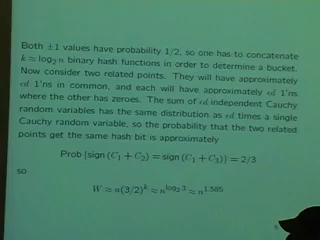 Both ±1 values have probability 1/2, so one has to concatenate
k ≈ log₂ n binary hash functions in order to determine a bucket.
Now consider two related points. They will have approximately
ϵd 1'ns in common, and each will have approximately ϵd 1'ns
where the other has zeroes. The sum of ϵd independent Cauchy
random variables has the same distribution as ϵd times a single
Cauchy random variable, so the probability that the two related
points get the same hash bit is approximately
Prob {sign (C₁ + C₂) = sign (C₁ + C₃)} = 2/3
so
W ≈ n(3/2)ᵏ ≈ n^log₂ 3 ≈ n^1.585